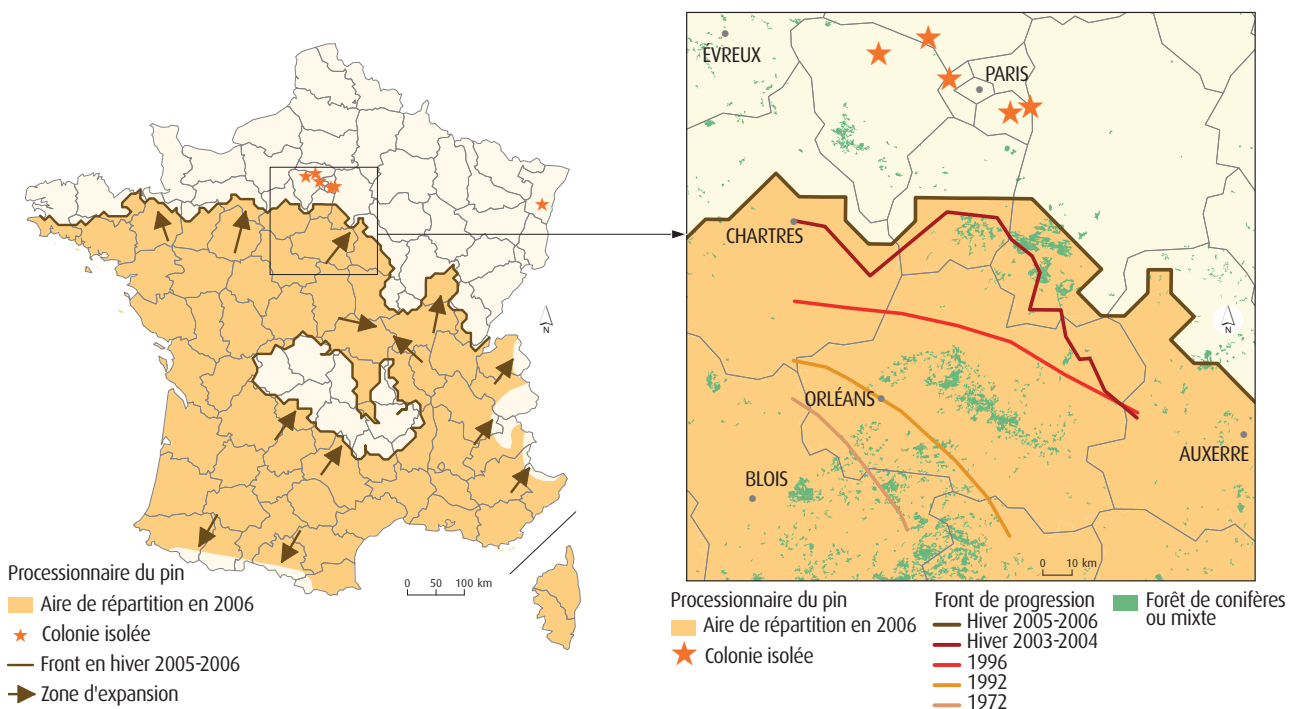 N
0 50 100 km
Processionnaire du pin
Aire de répartition en 2006
Colonie isolée
Front en hiver 2005-2006
Zone d'expansion
ÉVREUX
PARIS
CHARTRES
N
ORLÉANS
AUXERRE
BLOIS
0 10 km
Processionnaire du pin
Aire de répartition en 2006
Colonie isolée
Front de progression
Hiver 2005-2006
Hiver 2003-2004
1996
1992
1972
Forêt de conifères
ou mixte